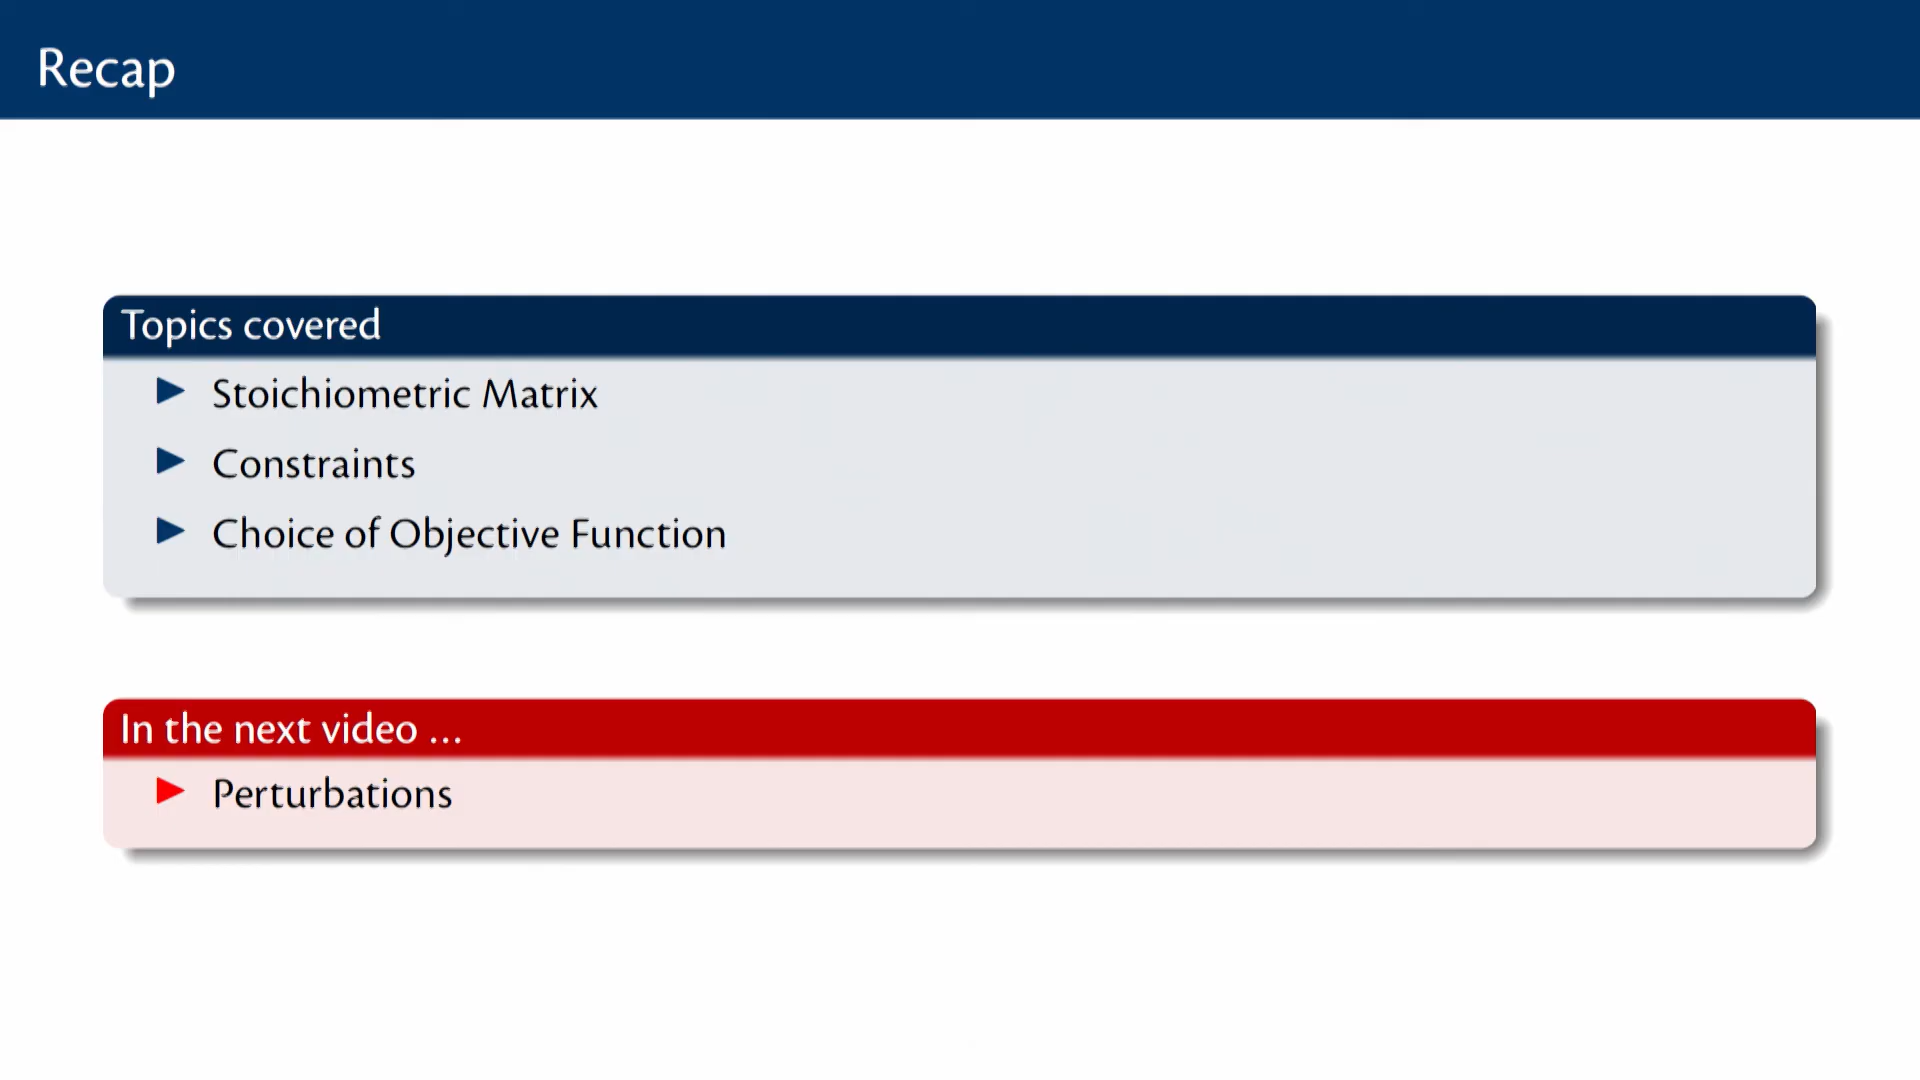 Recap
Topics covered
Stoichiometric Matrix
Constraints
Choice of Objective Function
In the next video ...
Perturbations